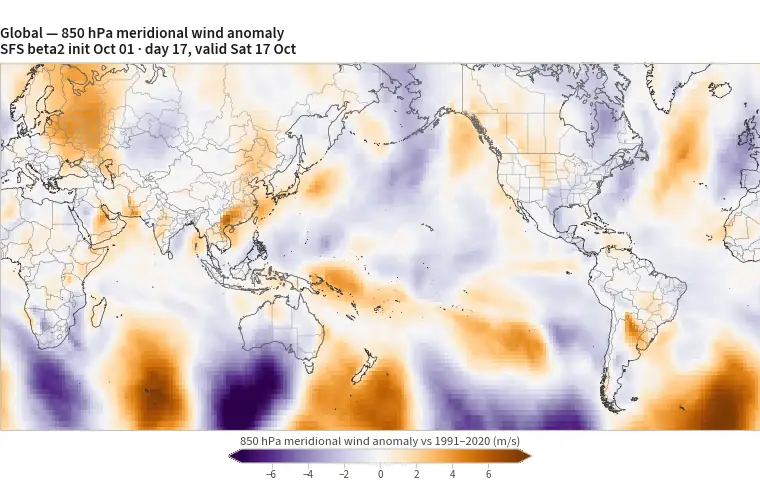 Global — 850 hPa meridional wind anomaly
SFS beta2 init Oct 01 · day 17, valid Sat 17 Oct
850 hPa meridional wind anomaly vs 1991–2020 (m/s)
−6 −4 −2 0 2 4 6